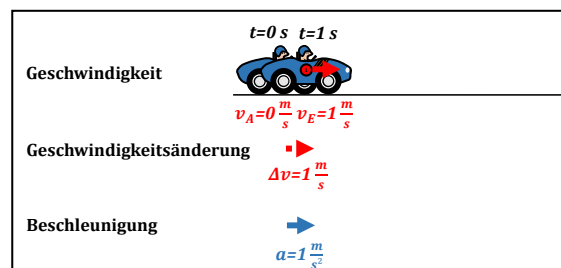 t=0 s t=1 s
Geschwindigkeit
v_A=0 m/s v_E=1 m/s
Geschwindigkeitsänderung
Δv=1 m/s
Beschleunigung
a=1 m/s²